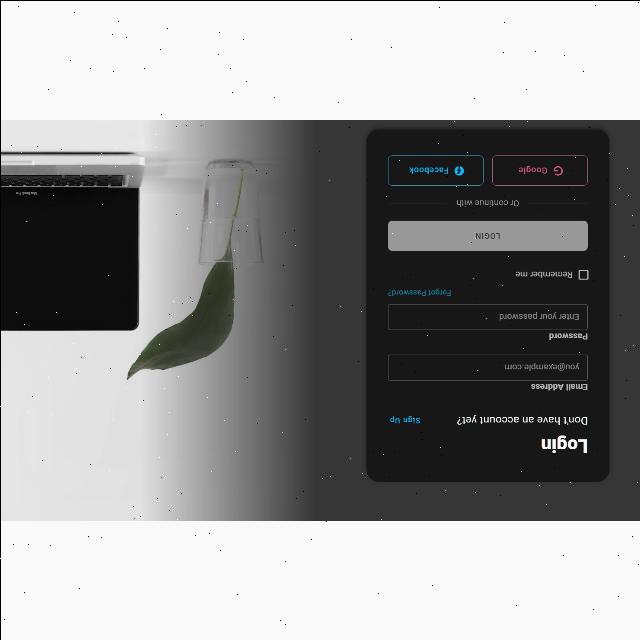 Login
Don't have an account yet? Sign Up
Email Address
you@example.com
Password
Enter your password
Forgot Password?
Remember me
LOGIN
Or continue with
Google
Facebook
MacBook Pro